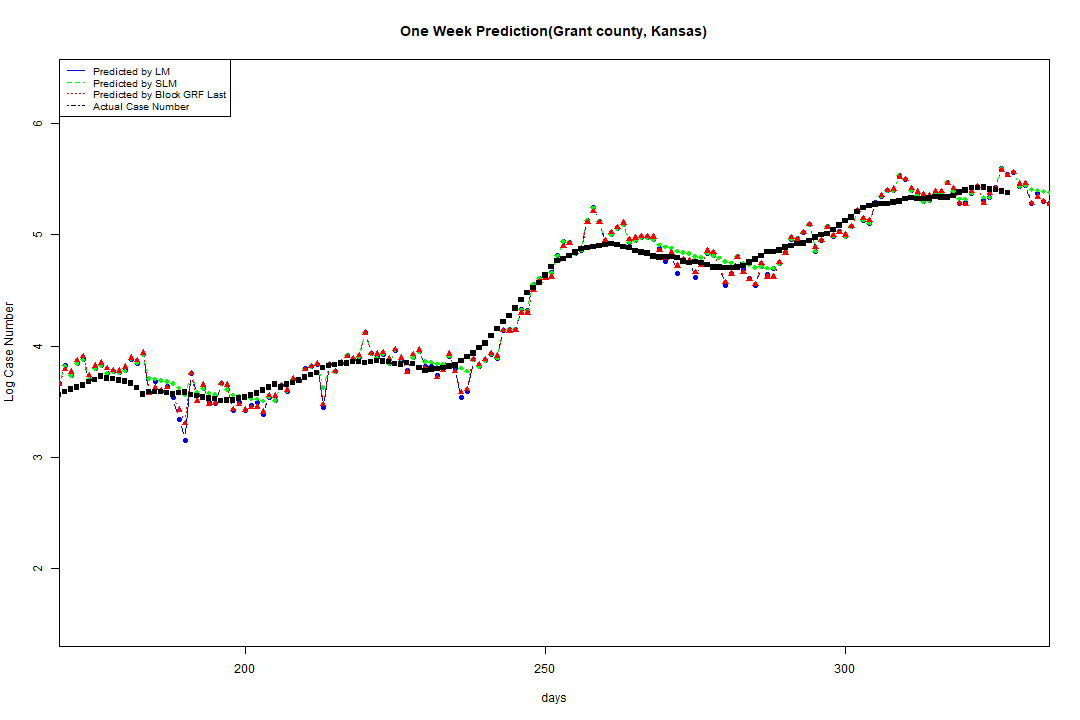 One Week Prediction(Grant county, Kansas)
Predicted by LM
Predicted by SLM
Predicted by Block GRF Last
Actual Case Number
6
5
4
3
2
Log Case Number
200
250
300
days